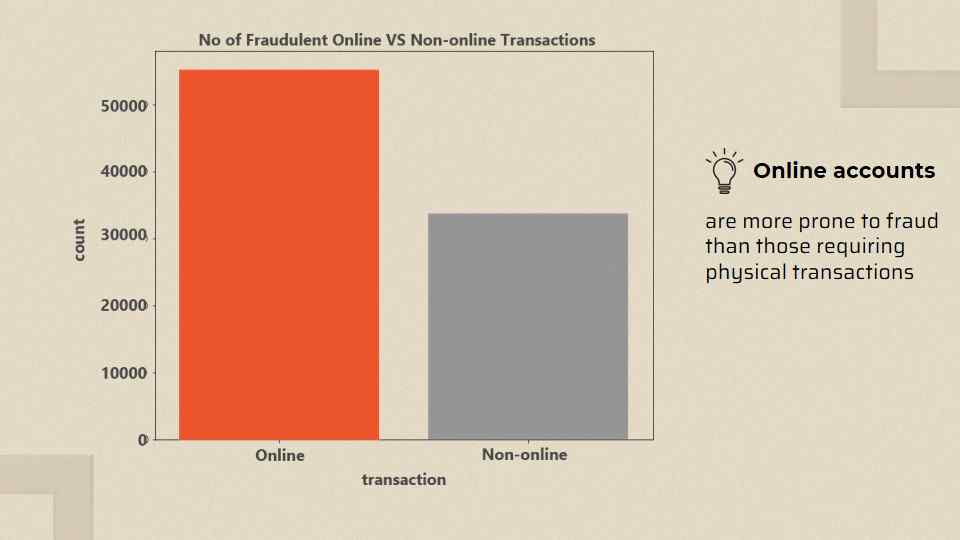 No of Fraudulent Online VS Non-online Transactions
50000
40000
30000
20000
10000
0
count
Online
Non-online
transaction
Online accounts
are more prone to fraud
than those requiring
physical transactions